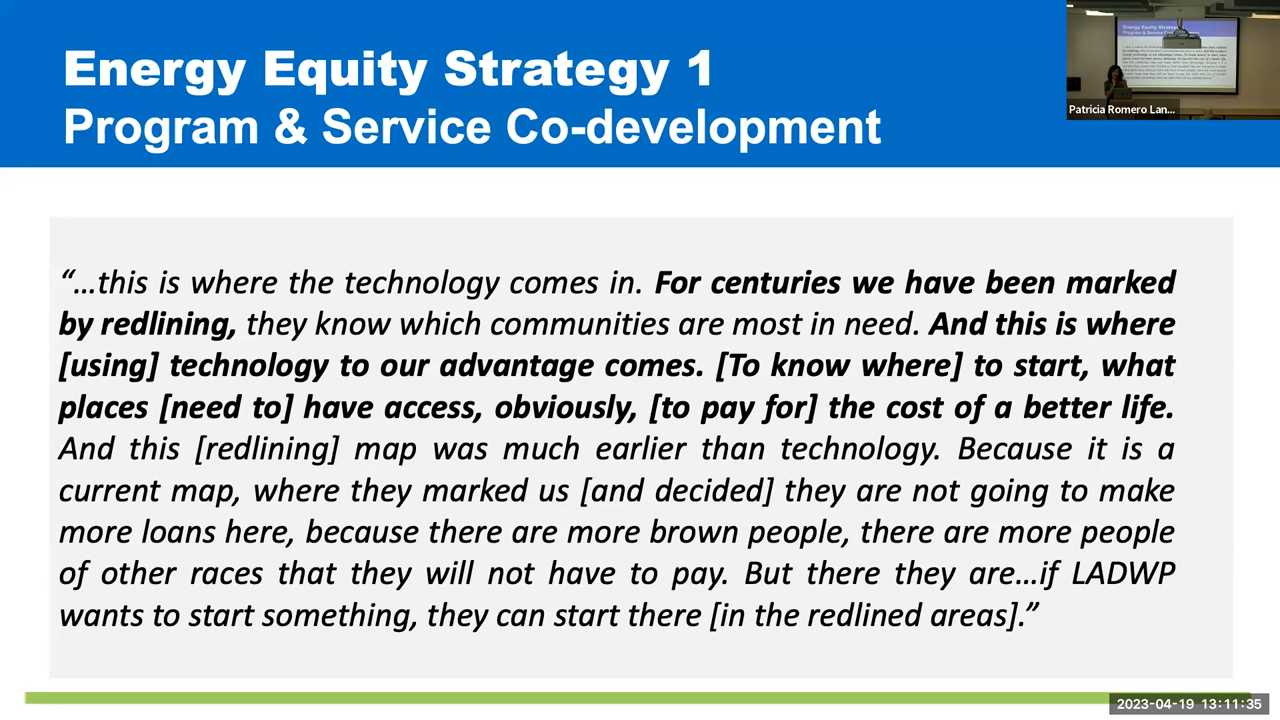 Energy Equity Strategy 1
Program & Service Co-development
Patricia Romero Lan...
“…this is where the technology comes in. For centuries we have been marked
by redlining, they know which communities are most in need. And this is where
[using] technology to our advantage comes. [To know where] to start, what
places [need to] have access, obviously, [to pay for] the cost of a better life.
And this [redlining] map was much earlier than technology. Because it is a
current map, where they marked us [and decided] they are not going to make
more loans here, because there are more brown people, there are more people
of other races that they will not have to pay. But there they are…if LADWP
wants to start something, they can start there [in the redlined areas].”
2023-04-19 13:11:35